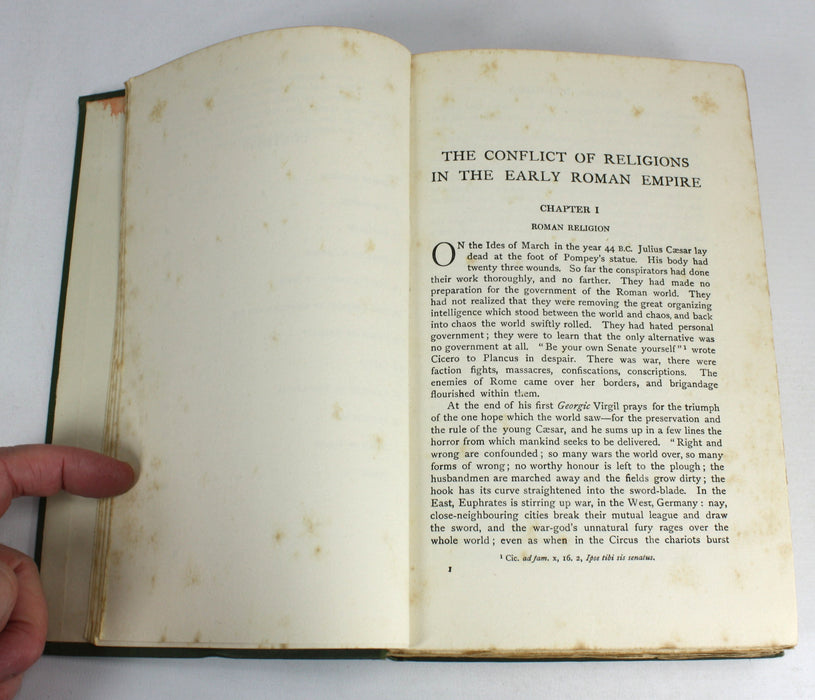 THE CONFLICT OF RELIGIONS
IN THE EARLY ROMAN EMPIRE
CHAPTER I
ROMAN RELIGION
ON the Ides of March in the year 44 B.C. Julius Cæsar lay
dead at the foot of Pompey's statue. His body had
twenty three wounds. So far the conspirators had done
their work thoroughly, and no farther. They had made no
preparation for the government of the Roman world. They
had not realized that they were removing the great organizing
intelligence which stood between the world and chaos, and back
into chaos the world swiftly rolled. They had hated personal
government; they were to learn that the only alternative was
no government at all. "Be your own Senate yourself"¹ wrote
Cicero to Plancus in despair. There was war, there were
faction fights, massacres, confiscations, conscriptions. The
enemies of Rome came over her borders, and brigandage
flourished within them.
At the end of his first Georgic Virgil prays for the triumph
of the one hope which the world saw—for the preservation and
the rule of the young Cæsar, and he sums up in a few lines the
horror from which mankind seeks to be delivered. "Right and
wrong are confounded; so many wars the world over, so many
forms of wrong; no worthy honour is left to the plough; the
husbandmen are marched away and the fields grow dirty; the
hook has its curve straightened into the sword-blade. In the
East, Euphrates is stirring up war, in the West, Germany: nay,
close-neighbouring cities break their mutual league and draw
the sword, and the war-god's unnatural fury rages over the
whole world; even as when in the Circus the chariots burst
¹ Cic. ad fam. x, 16. 2, Ipse tibi sis senatus.
1